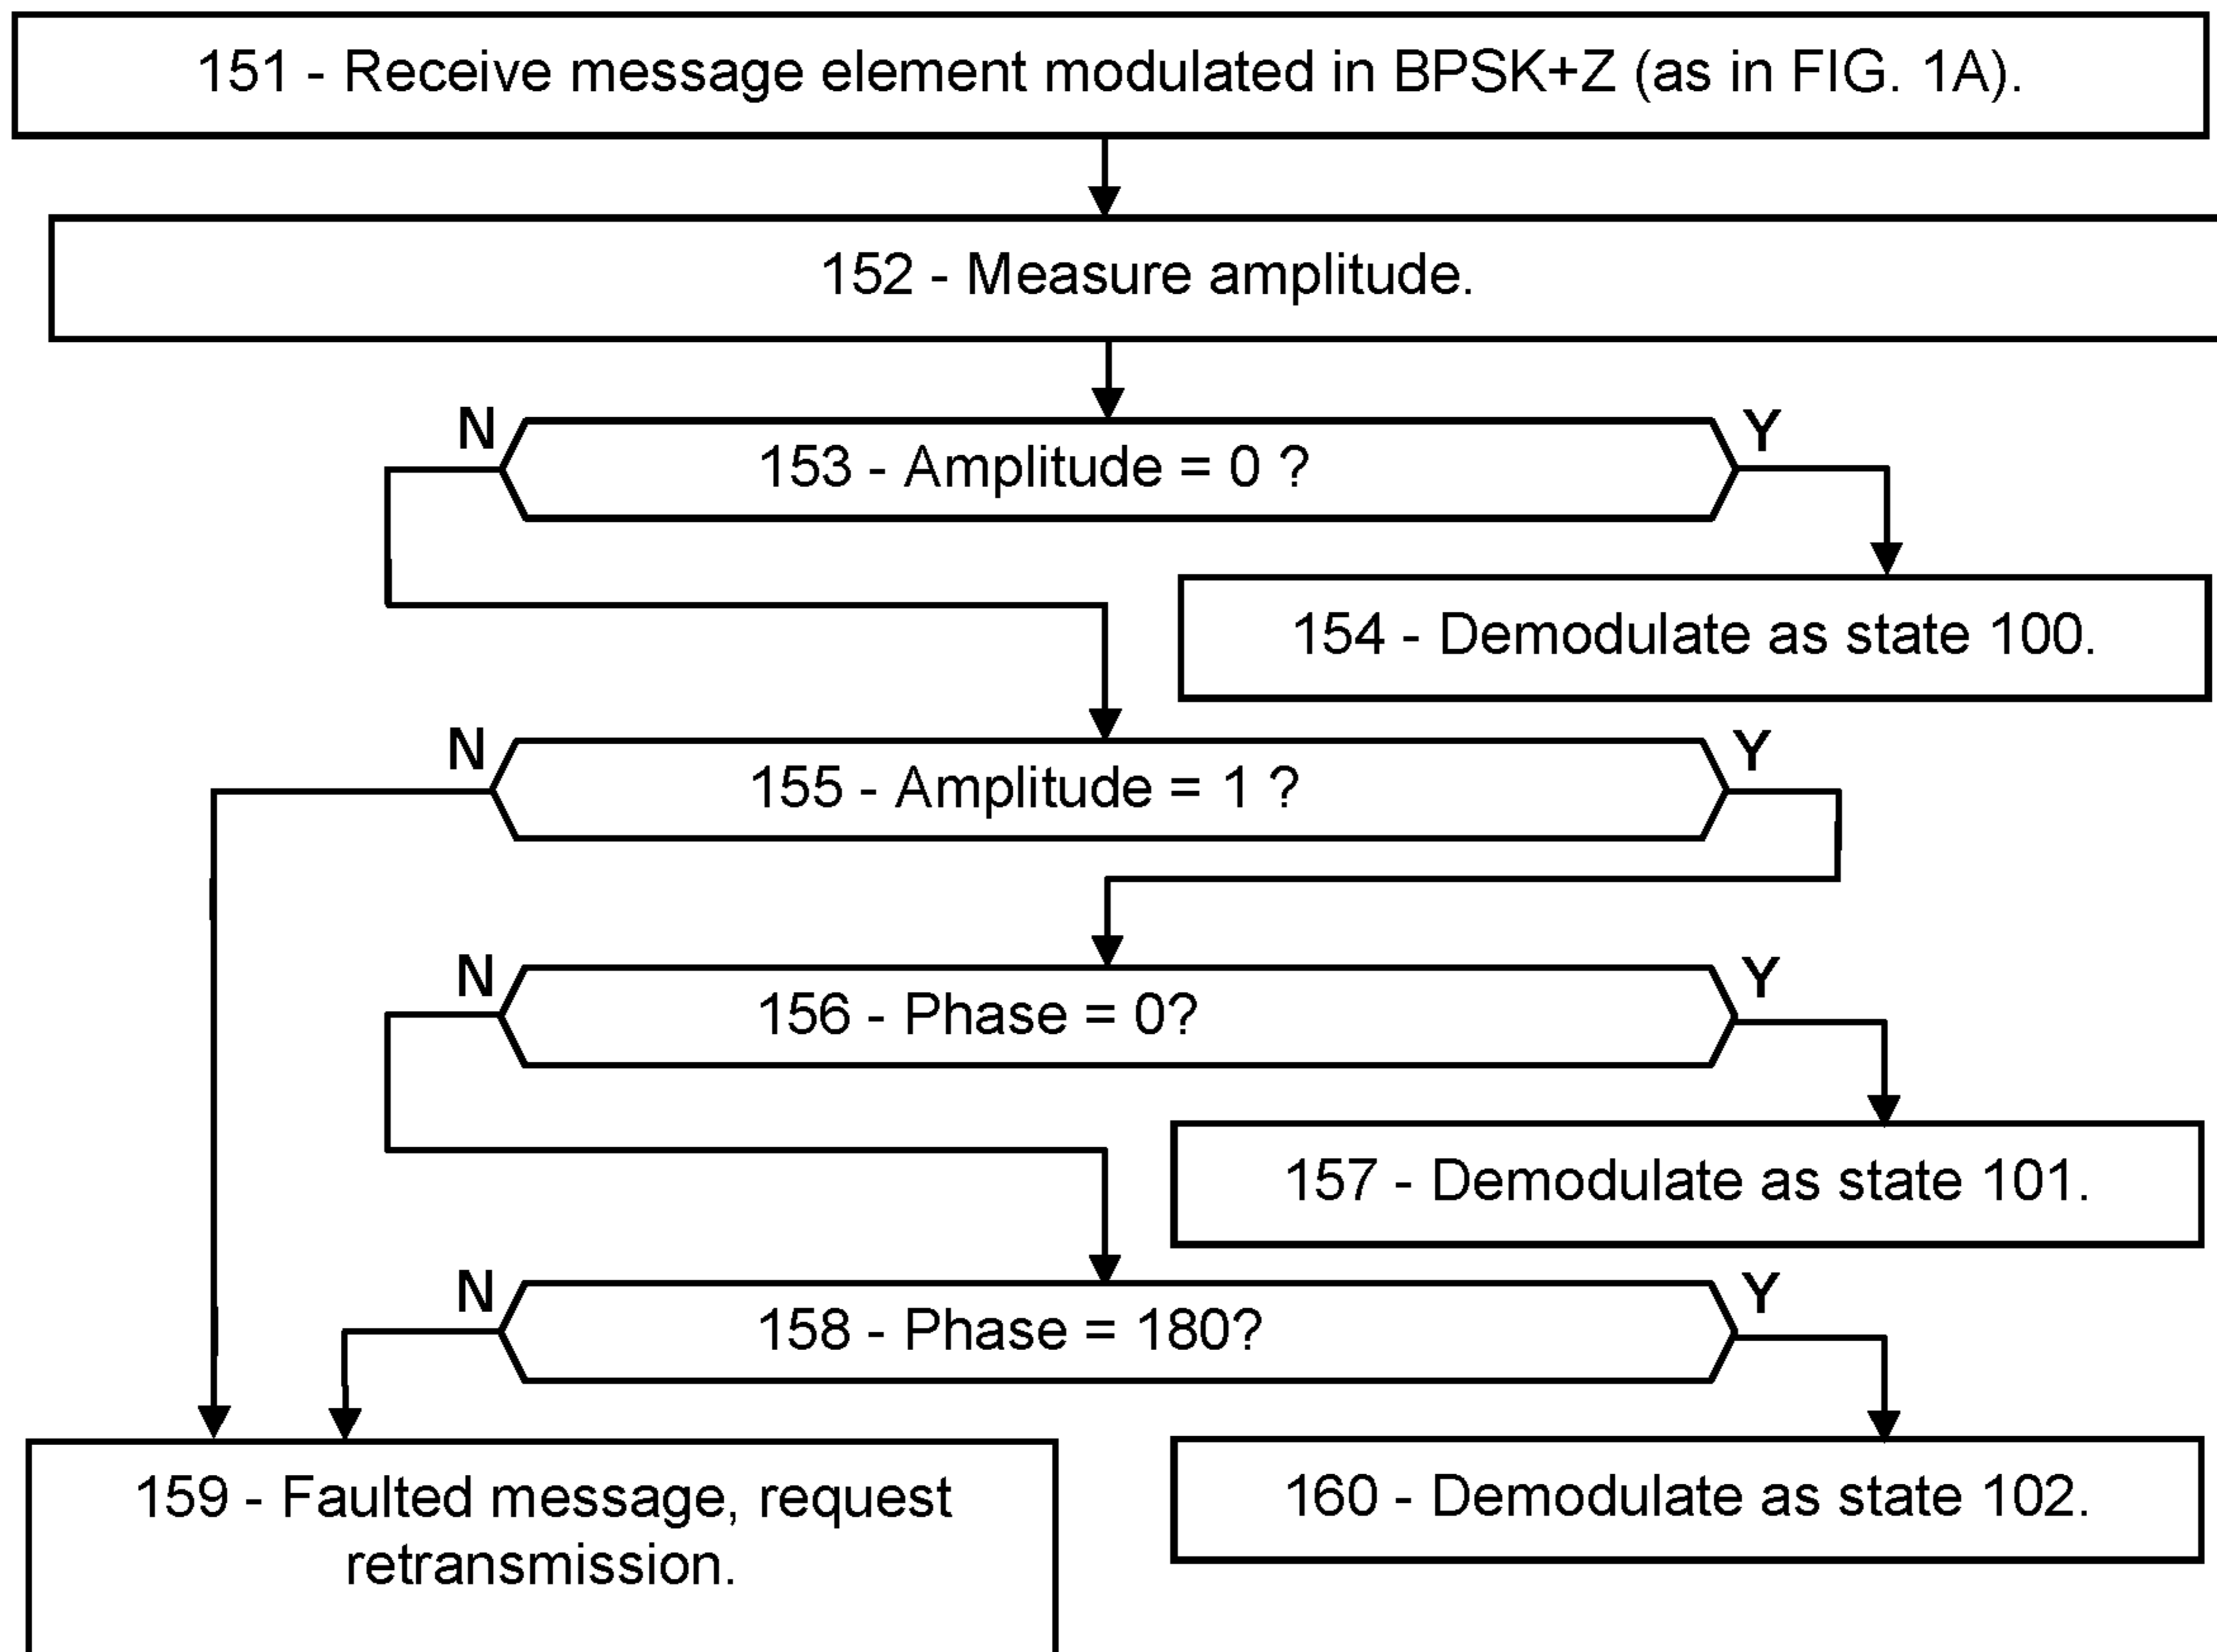 151 - Receive message element modulated in BPSK+Z (as in FIG. 1A).
152 - Measure amplitude.
N
153 - Amplitude = 0 ?
Y
154 - Demodulate as state 100.
N
155 - Amplitude = 1 ?
Y
N
156 - Phase = 0?
Y
157 - Demodulate as state 101.
N
158 - Phase = 180?
Y
159 - Faulted message, request
retransmission.
160 - Demodulate as state 102.